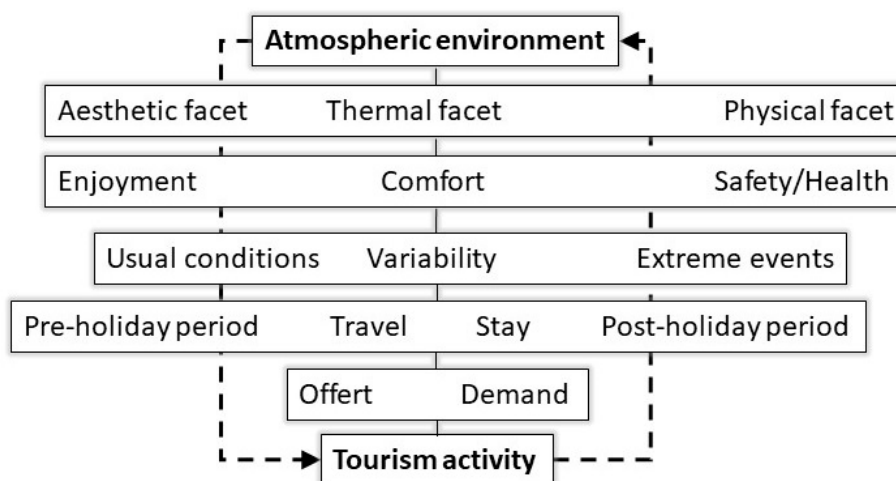 Atmospheric environment
Aesthetic facet Thermal facet Physical facet
Enjoyment Comfort Safety/Health
Usual conditions Variability Extreme events
Pre-holiday period Travel Stay Post-holiday period
Offert Demand
Tourism activity